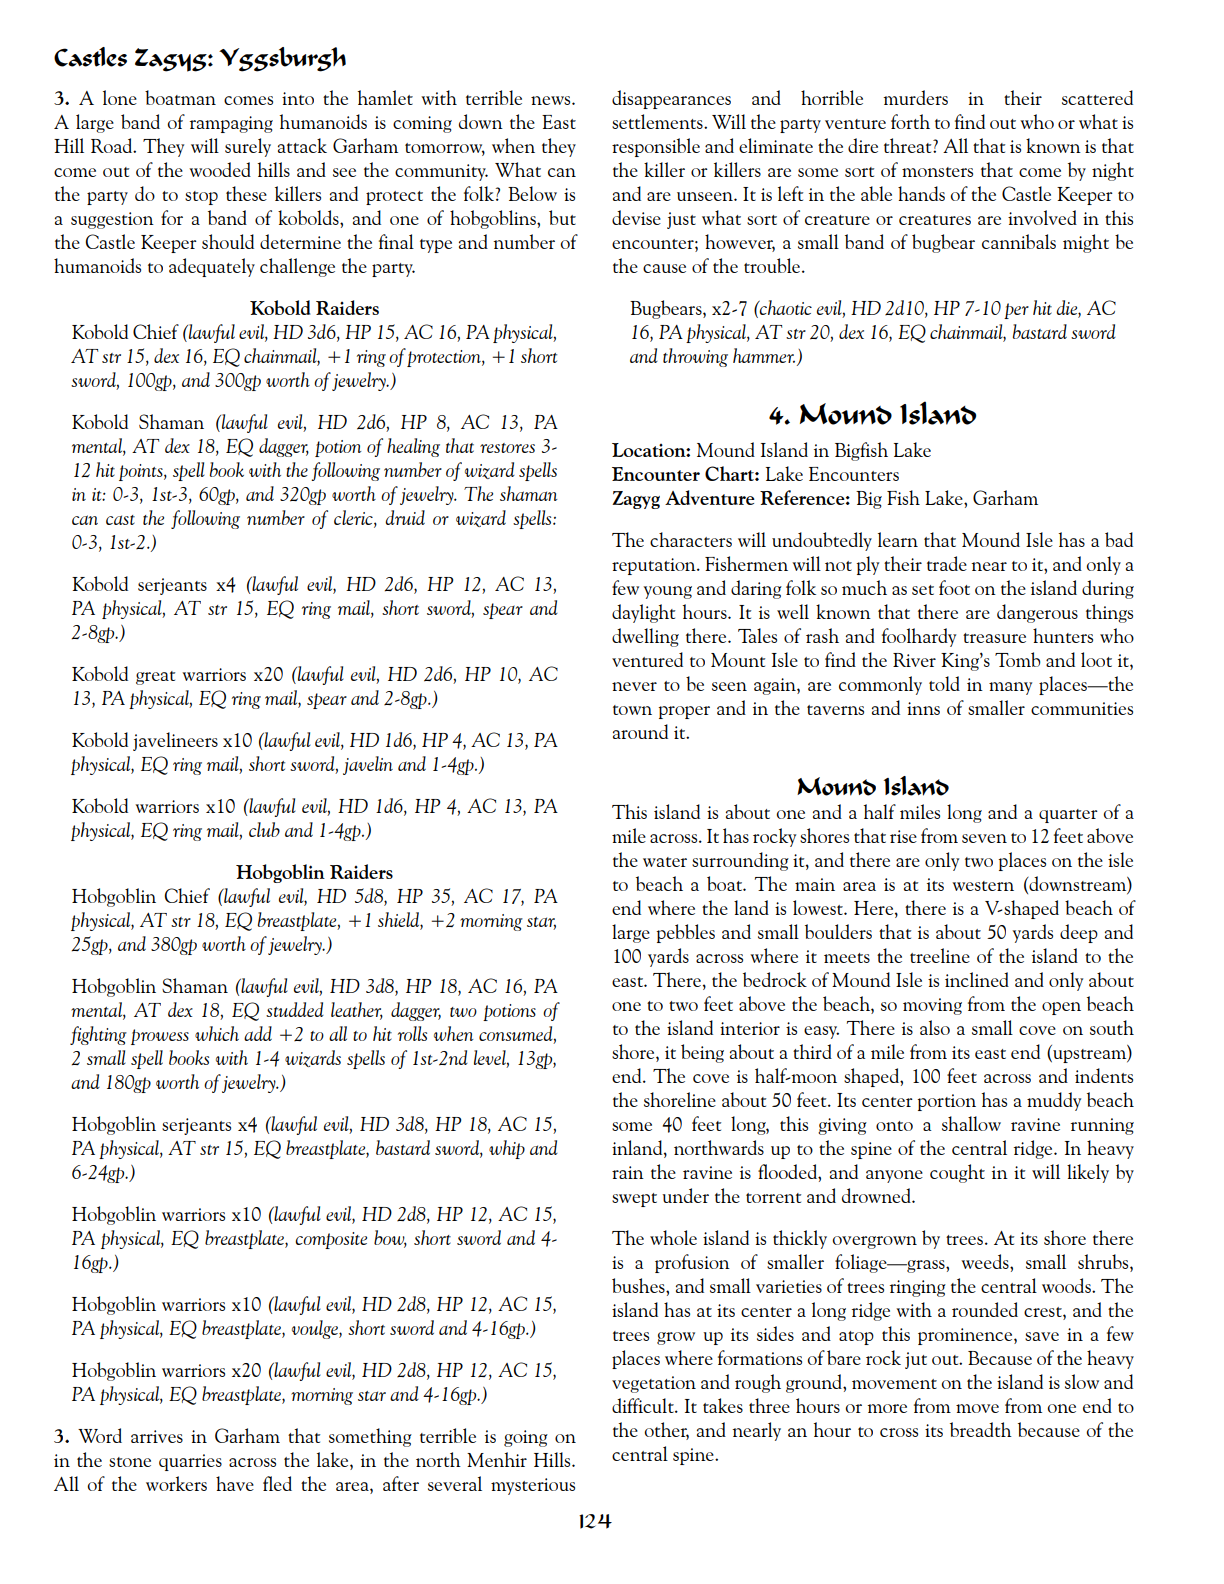 Castles Zagyg: Yggsburgh
3. A lone boatman comes into the hamlet with terrible news.
A large band of rampaging humanoids is coming down the East
Hill Road. They will surely attack Garham tomorrow, when they
come out of the wooded hills and see the community. What can
the party do to stop these killers and protect the folk? Below is
a suggestion for a band of kobolds, and one of hobgoblins, but
the Castle Keeper should determine the final type and number of
humanoids to adequately challenge the party.
Kobold Raiders
Kobold Chief (lawful evil, HD 3d6, HP 15, AC 16, PA physical,
AT str 15, dex 16, EQ chainmail, +1 ring of protection, +1 short
sword, 100gp, and 300gp worth of jewelry.)
Kobold Shaman (lawful evil, HD 2d6, HP 8, AC 13, PA
mental, AT dex 18, EQ dagger, potion of healing that restores 3-
12 hit points, spell book with the following number of wizard spells
in it: 0-3, 1st-3, 60gp, and 320gp worth of jewelry. The shaman
can cast the following number of cleric, druid or wizard spells:
0-3, 1st-2.)
Kobold serjeants x4 (lawful evil, HD 2d6, HP 12, AC 13,
PA physical, AT str 15, EQ ring mail, short sword, spear and
2-8gp.)
Kobold great warriors x20 (lawful evil, HD 2d6, HP 10, AC
13, PA physical, EQ ring mail, spear and 2-8gp.)
Kobold javelineers x10 (lawful evil, HD 1d6, HP 4, AC 13, PA
physical, EQ ring mail, short sword, javelin and 1-4gp.)
Kobold warriors x10 (lawful evil, HD 1d6, HP 4, AC 13, PA
physical, EQ ring mail, club and 1-4gp.)
Hobgoblin Raiders
Hobgoblin Chief (lawful evil, HD 5d8, HP 35, AC 17, PA
physical, AT str 18, EQ breastplate, +1 shield, +2 morning star,
25gp, and 380gp worth of jewelry.)
Hobgoblin Shaman (lawful evil, HD 3d8, HP 18, AC 16, PA
mental, AT dex 18, EQ studded leather, dagger, two potions of
fighting prowess which add +2 to all to hit rolls when consumed,
2 small spell books with 1-4 wizards spells of 1st-2nd level, 13gp,
and 180gp worth of jewelry.)
Hobgoblin serjeants x4 (lawful evil, HD 3d8, HP 18, AC 15,
PA physical, AT str 15, EQ breastplate, bastard sword, whip and
6-24gp.)
Hobgoblin warriors x10 (lawful evil, HD 2d8, HP 12, AC 15,
PA physical, EQ breastplate, composite bow, short sword and 4-
16gp.)
Hobgoblin warriors x10 (lawful evil, HD 2d8, HP 12, AC 15,
PA physical, EQ breastplate, voulge, short sword and 4-16gp.)
Hobgoblin warriors x20 (lawful evil, HD 2d8, HP 12, AC 15,
PA physical, EQ breastplate, morning star and 4-16gp.)
3. Word arrives in Garham that something terrible is going on
in the stone quarries across the lake, in the north Menhir Hills.
All of the workers have fled the area, after several mysterious
disappearances and horrible murders in their scattered
settlements. Will the party venture forth to find out who or what is
responsible and eliminate the dire threat? All that is known is that
the killer or killers are some sort of monsters that come by night
and are unseen. It is left in the able hands of the Castle Keeper to
devise just what sort of creature or creatures are involved in this
encounter; however, a small band of bugbear cannibals might be
the cause of the trouble.
Bugbears, x2-7 (chaotic evil, HD 2d10, HP 7-10 per hit die, AC
16, PA physical, AT str 20, dex 16, EQ chainmail, bastard sword
and throwing hammer.)
4. Mound Island
Location: Mound Island in Bigfish Lake
Encounter Chart: Lake Encounters
Zagyg Adventure Reference: Big Fish Lake, Garham
The characters will undoubtedly learn that Mound Isle has a bad
reputation. Fishermen will not ply their trade near to it, and only a
few young and daring folk so much as set foot on the island during
daylight hours. It is well known that there are dangerous things
dwelling there. Tales of rash and foolhardy treasure hunters who
ventured to Mount Isle to find the River King's Tomb and loot it,
never to be seen again, are commonly told in many places—the
town proper and in the taverns and inns of smaller communities
around it.
Mound Island
This island is about one and a half miles long and a quarter of a
mile across. It has rocky shores that rise from seven to 12 feet above
the water surrounding it, and there are only two places on the isle
to beach a boat. The main area is at its western (downstream)
end where the land is lowest. Here, there is a V-shaped beach of
large pebbles and small boulders that is about 50 yards deep and
100 yards across where it meets the treeline of the island to the
east. There, the bedrock of Mound Isle is inclined and only about
one to two feet above the beach, so moving from the open beach
to the island interior is easy. There is also a small cove on south
shore, it being about a third of a mile from its east end (upstream)
end. The cove is half-moon shaped, 100 feet across and indents
the shoreline about 50 feet. Its center portion has a muddy beach
some 40 feet long, this giving onto a shallow ravine running
inland, northwards up to the spine of the central ridge. In heavy
rain the ravine is flooded, and anyone cought in it will likely by
swept under the torrent and drowned.
The whole island is thickly overgrown by trees. At its shore there
is a profusion of smaller foliage—grass, weeds, small shrubs,
bushes, and small varieties of trees ringing the central woods. The
island has at its center a long ridge with a rounded crest, and the
trees grow up its sides and atop this prominence, save in a few
places where formations of bare rock jut out. Because of the heavy
vegetation and rough ground, movement on the island is slow and
difficult. It takes three hours or more from move from one end to
the other, and nearly an hour to cross its breadth because of the
central spine.
124